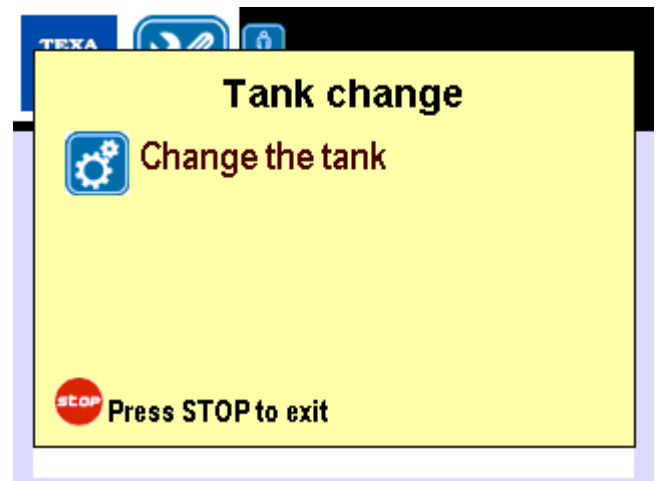 TEXA
Tank change
Change the tank
stop
Press STOP to exit